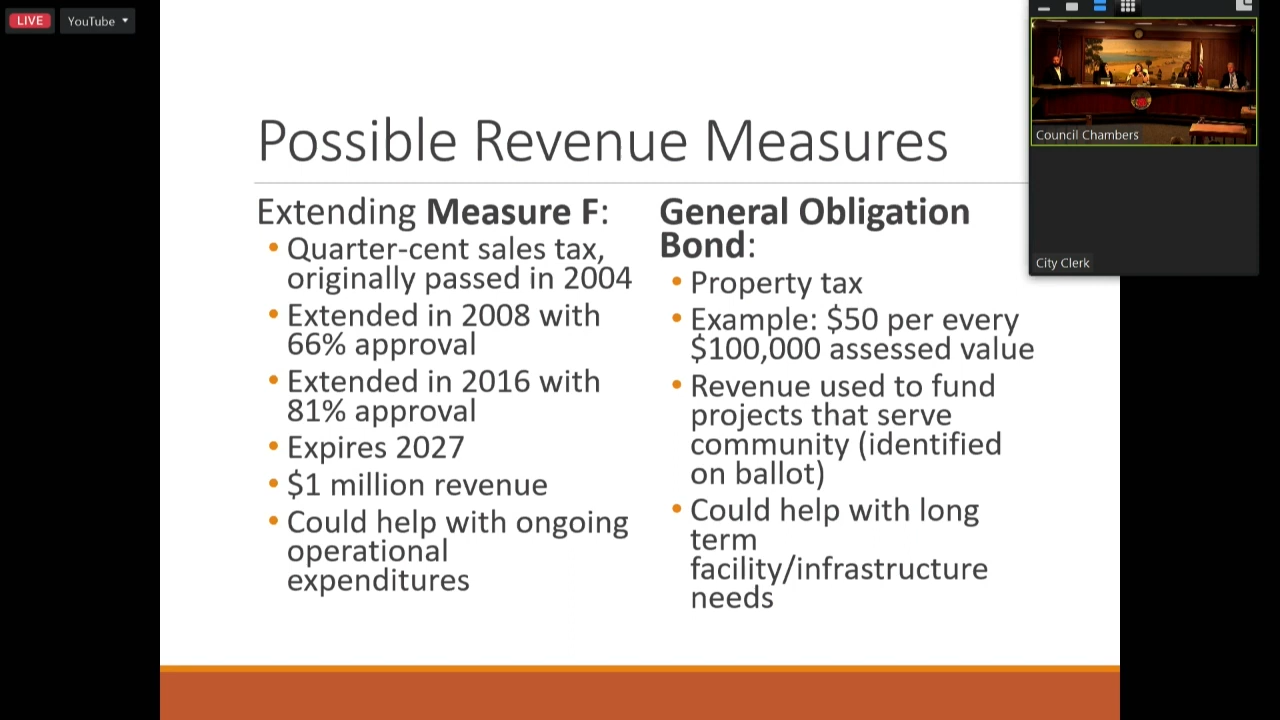 LIVE
YouTube
Possible Revenue Measures
Extending Measure F:
• Quarter-cent sales tax,
originally passed in 2004
• Extended in 2008 with
66% approval
• Extended in 2016 with
81% approval
• Expires 2027
• $1 million revenue
• Could help with ongoing
operational
expenditures
General Obligation
Bond:
• Property tax
• Example: $50 per every
$100,000 assessed value
• Revenue used to fund
projects that serve
community (identified
on ballot)
• Could help with long
term
facility/infrastructure
needs
Council Chambers
City Clerk